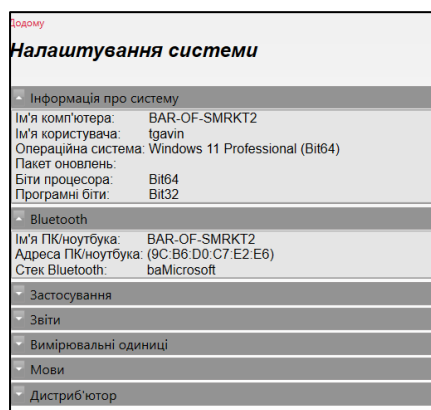 Додому
Налаштування системи
Інформація про систему
Ім'я комп'ютера: BAR-OF-SMRKT2
Ім'я користувача: tgavin
Операційна система: Windows 11 Professional (Bit64)
Пакет оновлень:
Біти процесора: Bit64
Програмні біти: Bit32
Bluetooth
Ім'я ПК/ноутбука: BAR-OF-SMRKT2
Адреса ПК/ноутбука: (9C:B6:D0:C7:E2:E6)
Стек Bluetooth: baMicrosoft
Застосування
Звіти
Вимірювальні одиниці
Мови
Дистриб'ютор